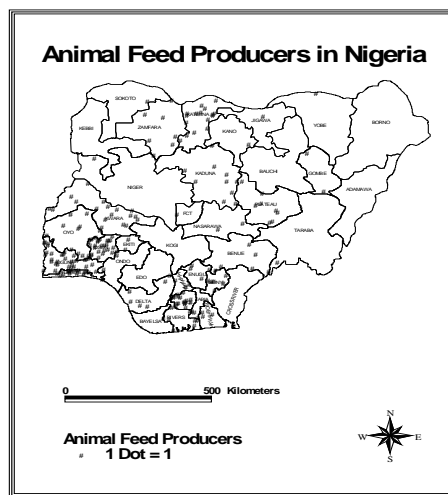 Animal Feed Producers in Nigeria
SOKOTO
KEBBI
ZAMFARA
KATSINA
KANO
JIGAWA
YOBE
BORNO
KADUNA
BAUCHI
GOMBE
ADAMAWA
NIGER
FCT
PLATEAU
NASARAWA
TARABA
KWARA
OYO
KOGI
BENUE
EKITI
ONDO
EDO
ENUGU
DELTA
BAYELSA
RIVERS
0 500 Kilometers
Animal Feed Producers
# 1 Dot = 1
N
W E
S